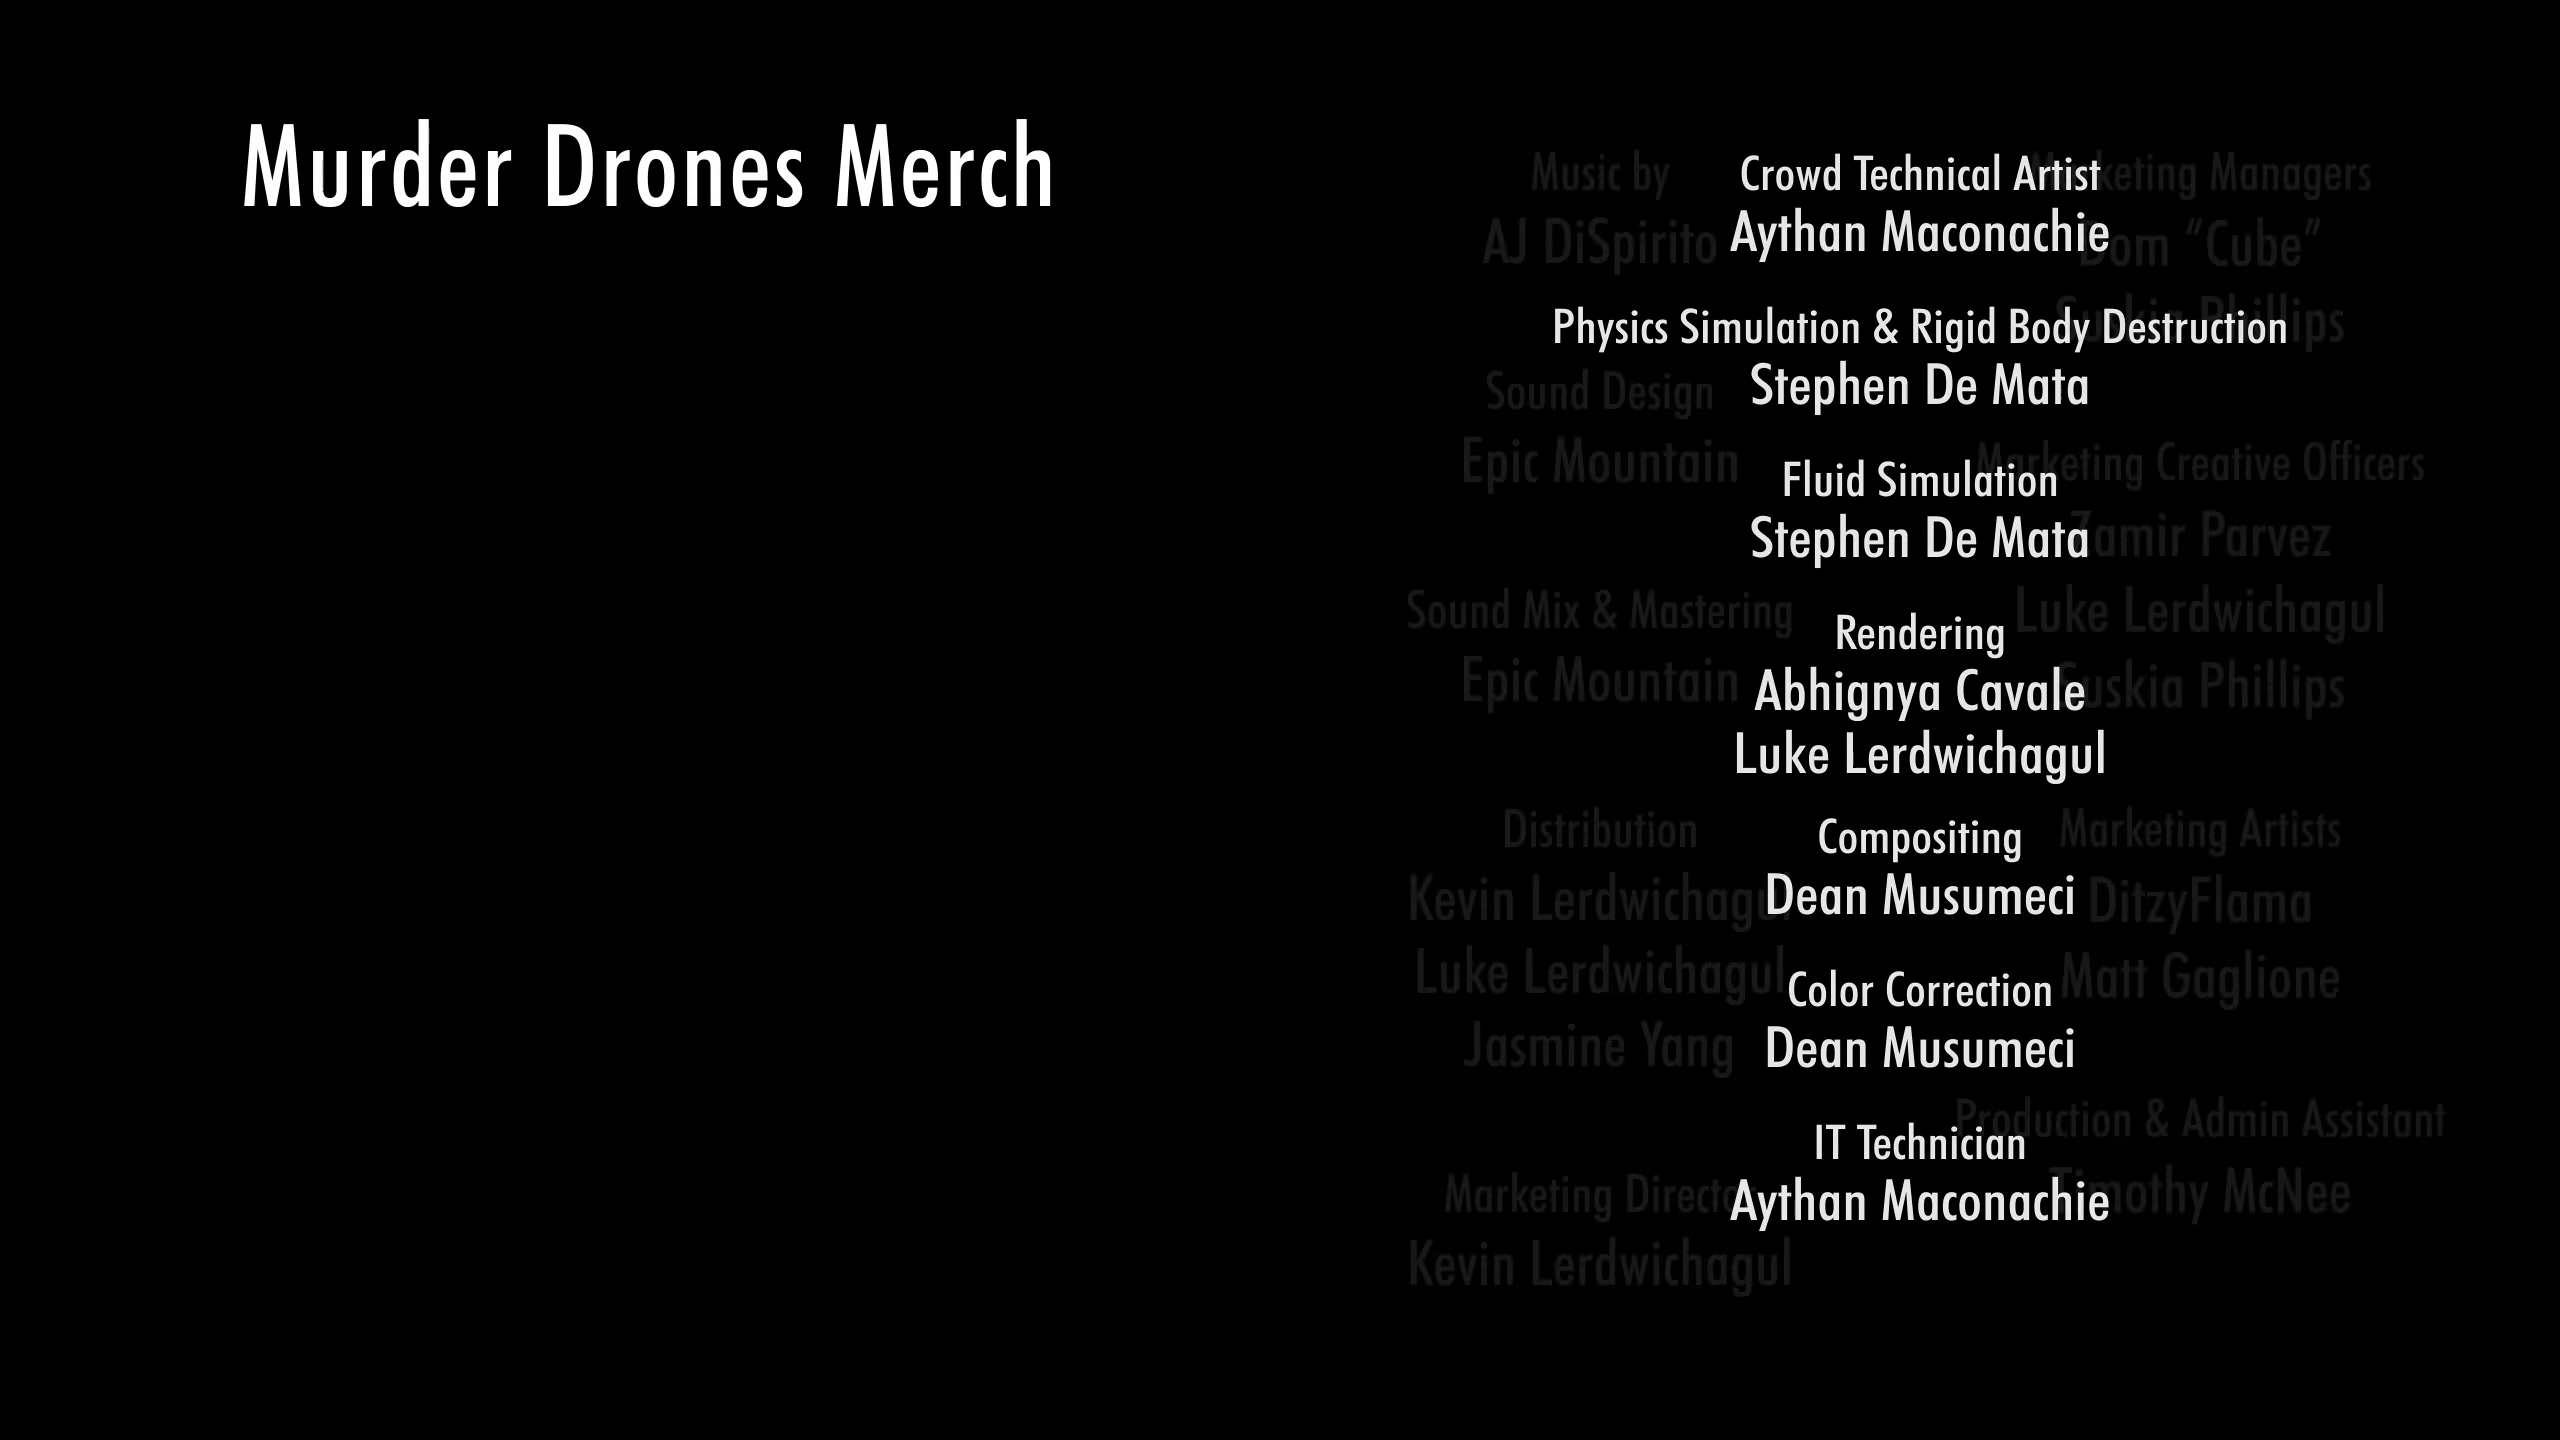 Murder Drones Merch
Crowd Technical Artist
Aythan Maconachie
Physics Simulation & Rigid Body Destruction
Stephen De Mata
Fluid Simulation
Stephen De Mata
Rendering
Abhignya Cavale
Luke Lerdwichagul
Compositing
Dean Musumeci
Color Correction
Dean Musumeci
IT Technician
Aythan Maconachie
Music by
AJ DiSpirito
Sound Design
Epic Mountain
Sound Mix & Mastering
Epic Mountain
Distribution
Kevin Lerdwichagul
Luke Lerdwichagul
Jasmine Yang
Marketing Director
Kevin Lerdwichagul
Marketing Managers
Dom “Cube”
Suskia Phillips
Marketing Creative Officers
Zamir Parvez
Luke Lerdwichagul
Suskia Phillips
Marketing Artists
DitzyFlama
Matt Gaglione
Production & Admin Assistant
Timothy McNee